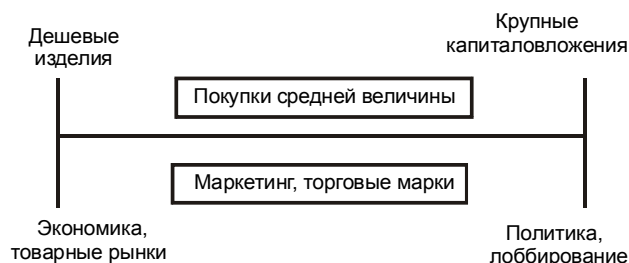 Дешевые
изделия
Крупные
капиталовложения
Покупки средней величины
Маркетинг, торговые марки
Экономика,
товарные рынки
Политика,
лоббирование